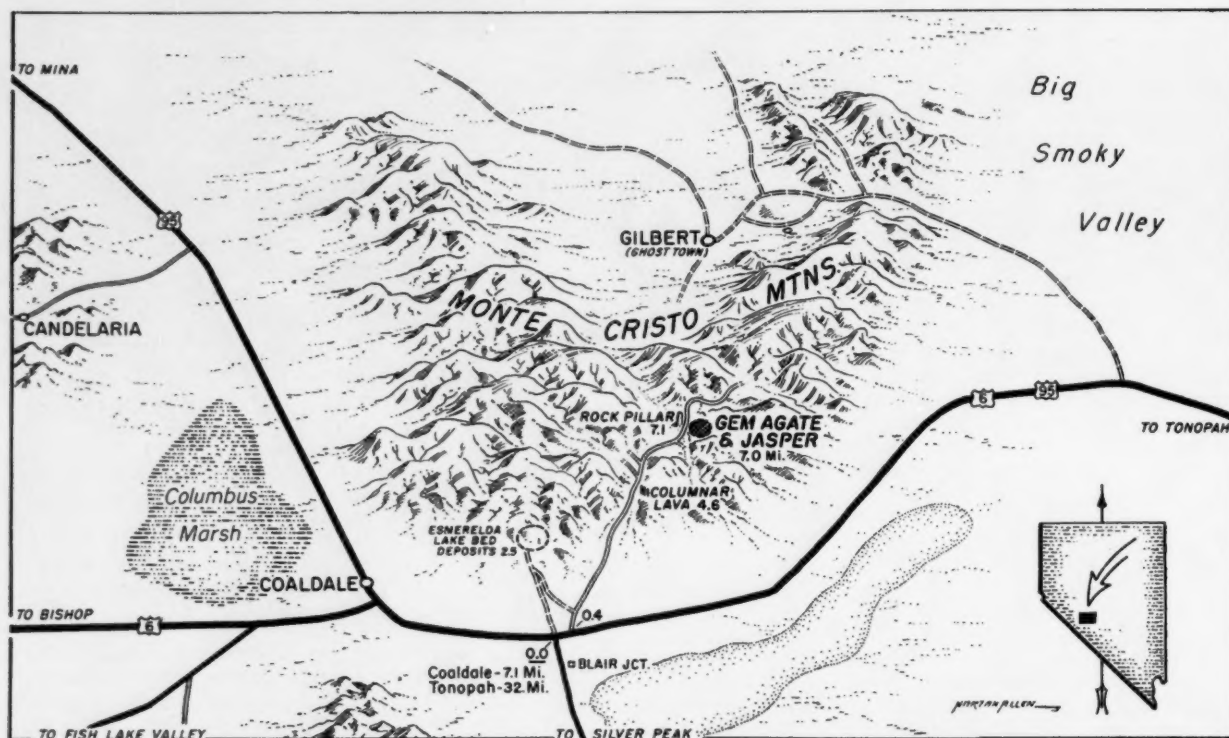 TO MINA
95
CANDELARIA
Columbus
Marsh
COALDALE
TO BISHOP
6
TO FISH LAKE VALLEY
GILBERT
(GHOST TOWN)
MONTE CRISTO MTNS.
Big
Smoky
Valley
ROCK PILLAR
7.1
GEM AGATE
& JASPER
7.0 Mi.
COLUMNAR
LAVA 4.6
ESNERELDA
LAKE BED
DEPOSITS 2.5
0.4
0.0
Coaldale-7.1 Mi.
Tonopah-32 Mi.
BLAIR JCT.
TO SILVER PEAK
6
95
TO TONOPAH
NORTON ALLEN